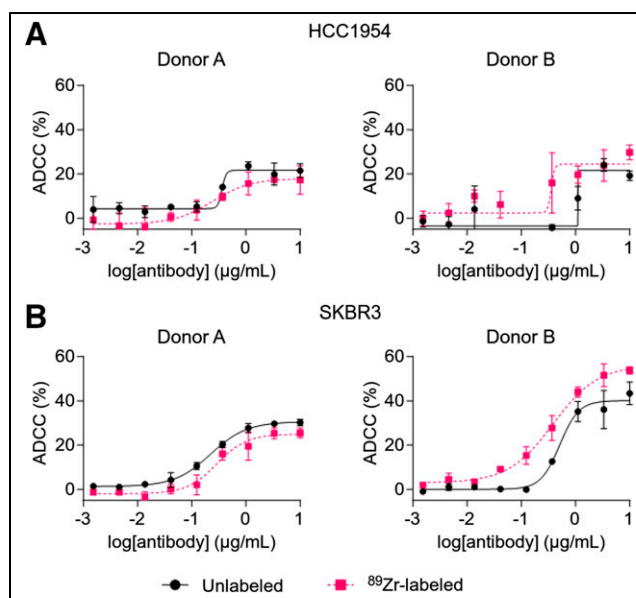 A
HCC1954
Donor A
Donor B
ADCC (%)
60
40
20
0
-3 -2 -1 0 1
log[antibody] (µg/mL)
ADCC (%)
60
40
20
0
-3 -2 -1 0 1
log[antibody] (µg/mL)
B
SKBR3
Donor A
Donor B
ADCC (%)
60
40
20
0
-3 -2 -1 0 1
log[antibody] (µg/mL)
ADCC (%)
60
40
20
0
-3 -2 -1 0 1
log[antibody] (µg/mL)
Unlabeled
⁸⁹Zr-labeled